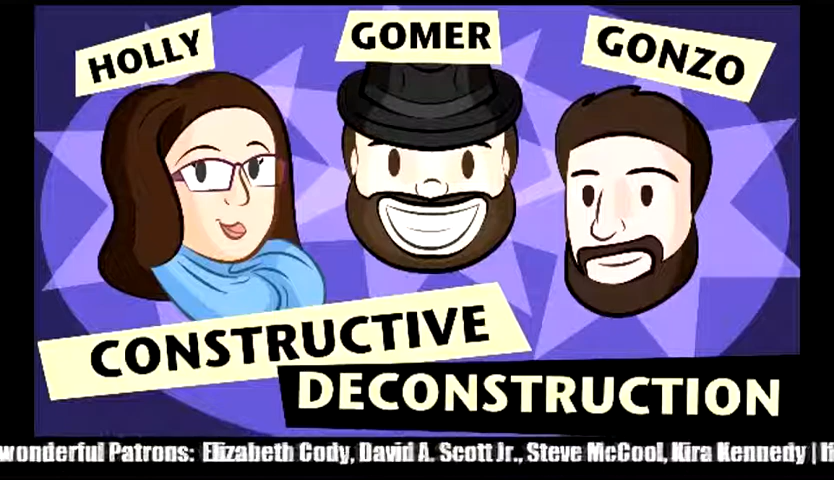 HOLLY
GOMER
GONZO
CONSTRUCTIVE
DECONSTRUCTION
wonderful Patrons: Elizabeth Cody, David A. Scott Jr., Steve McCool, Kira Kennedy |